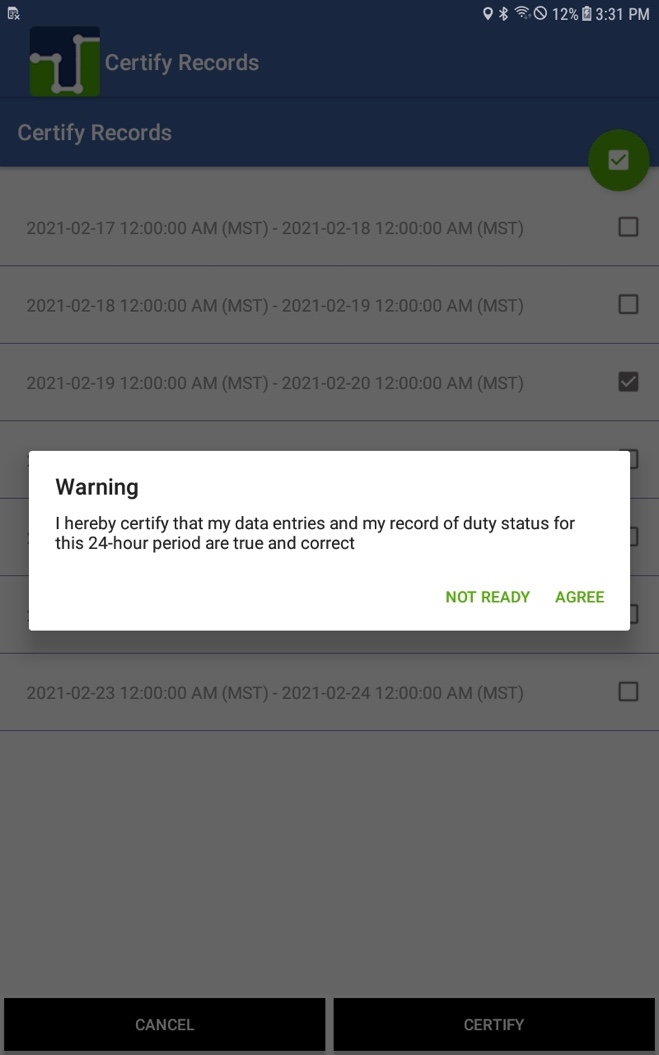 12% 3:31 PM
Certify Records
Certify Records
2021-02-17 12:00:00 AM (MST) - 2021-02-18 12:00:00 AM (MST)
2021-02-18 12:00:00 AM (MST) - 2021-02-19 12:00:00 AM (MST)
2021-02-19 12:00:00 AM (MST) - 2021-02-20 12:00:00 AM (MST)
Warning
I hereby certify that my data entries and my record of duty status for
this 24-hour period are true and correct
NOT READY AGREE
2021-02-23 12:00:00 AM (MST) - 2021-02-24 12:00:00 AM (MST)
CANCEL CERTIFY